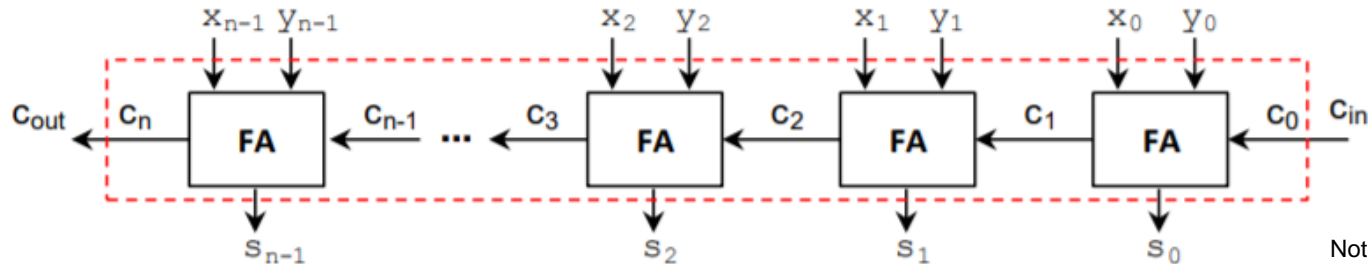 xₙ₋₁ yₙ₋₁ x₂ y₂ x₁ y₁ x₀ y₀
cout cₙ FA cₙ₋₁ ... c₃ FA c₂ FA c₁ FA c₀ cin
sₙ₋₁ s₂ s₁ s₀ Not